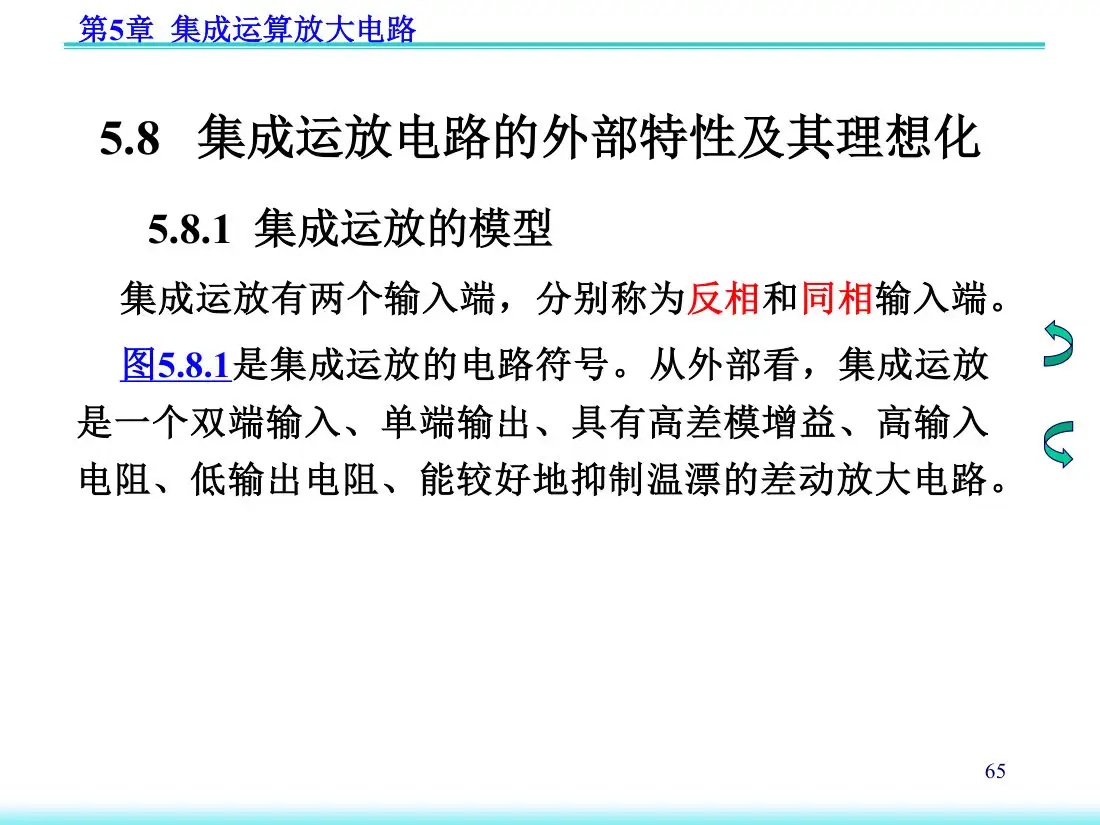 第5章 集成运算放大电路
5.8 集成运放电路的外部特性及其理想化
5.8.1 集成运放的模型
集成运放有两个输入端，分别称为反相和同相输入端。
图5.8.1是集成运放的电路符号。从外部看，集成运放
是一个双端输入、单端输出、具有高差模增益、高输入
电阻、低输出电阻、能较好地抑制温漂的差动放大电路。
65